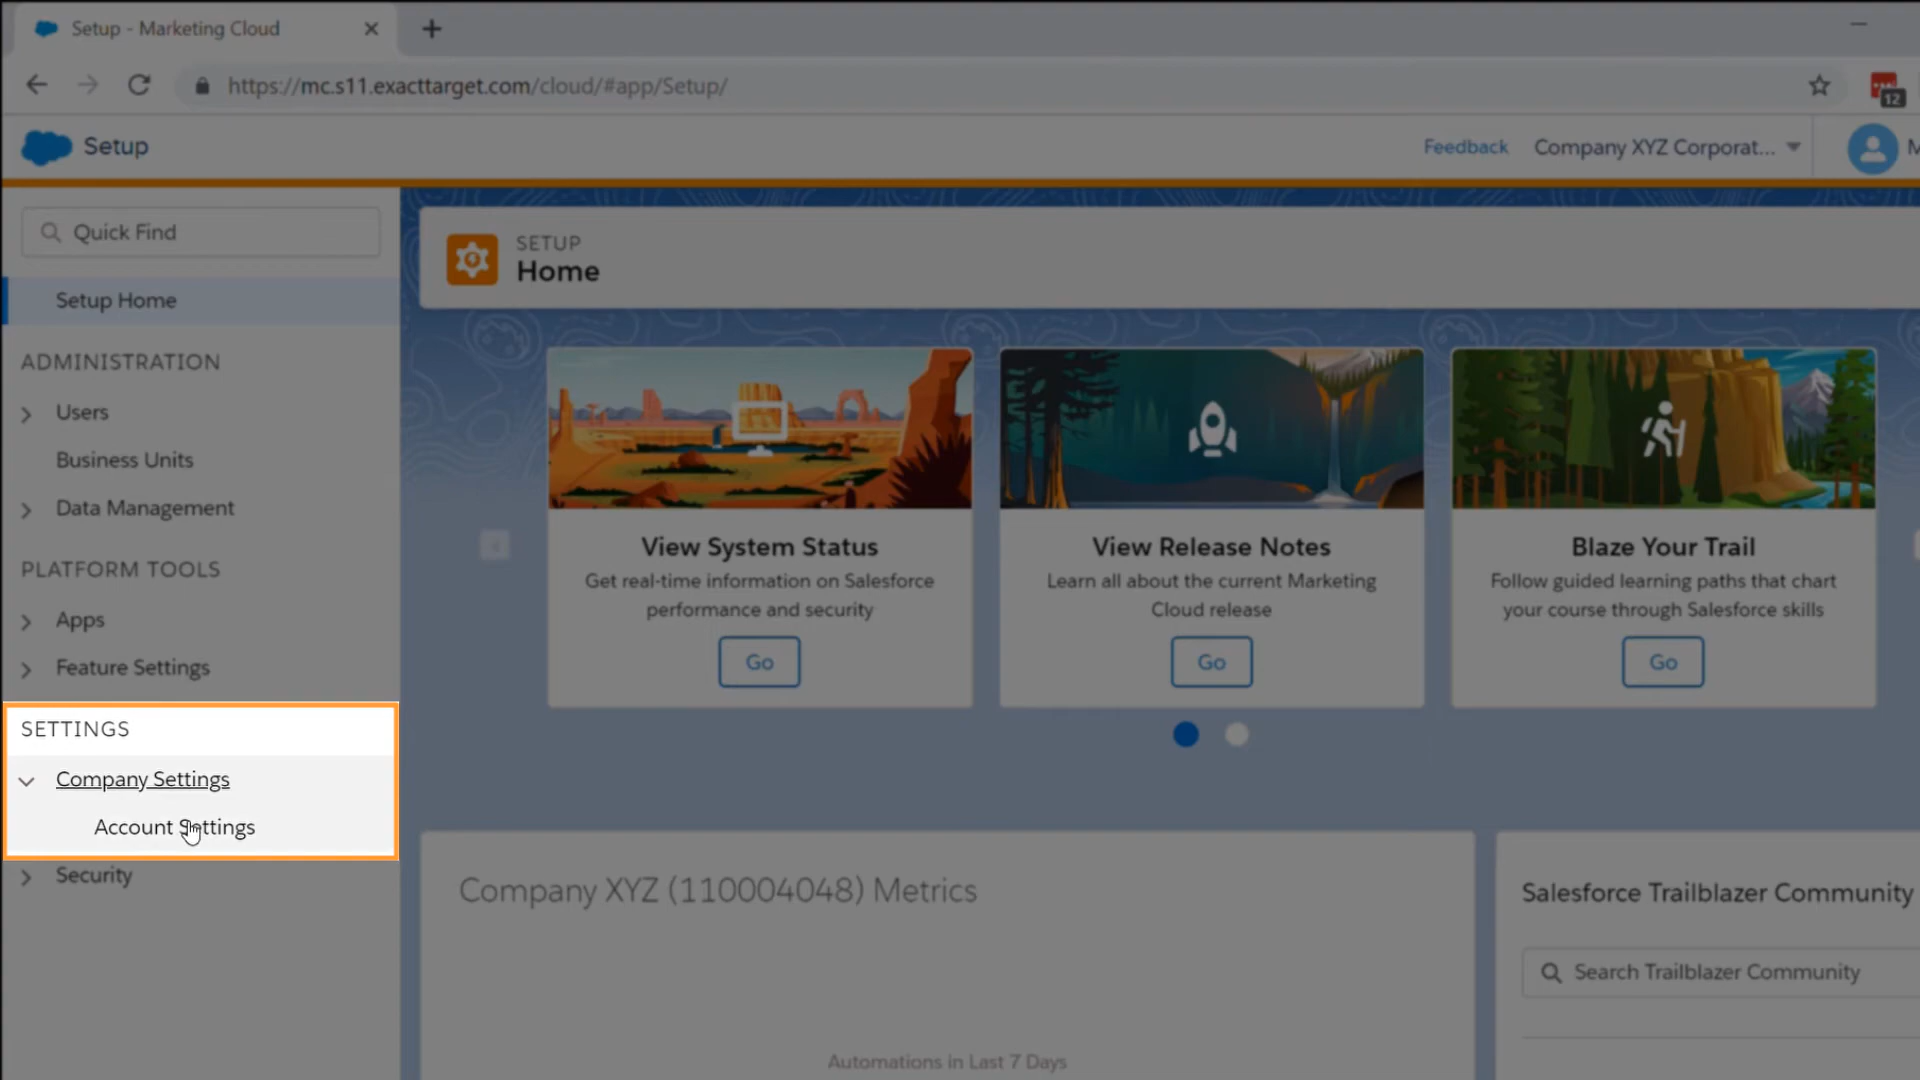 Setup - Marketing Cloud
https://mc.s11.exacttarget.com/cloud/#app/Setup/
12
Setup
Feedback
Company XYZ Corporat...
M
Quick Find
Setup Home
ADMINISTRATION
Users
Business Units
Data Management
PLATFORM TOOLS
Apps
Feature Settings
SETTINGS
Company Settings
Account Settings
Security
SETUP
Home
View System Status
Get real-time information on Salesforce
performance and security
Go
View Release Notes
Learn all about the current Marketing
Cloud release
Go
Blaze Your Trail
Follow guided learning paths that chart
your course through Salesforce skills
Go
Company XYZ (110004048) Metrics
Automations in Last 7 Days
Salesforce Trailblazer Community
Search Trailblazer Community